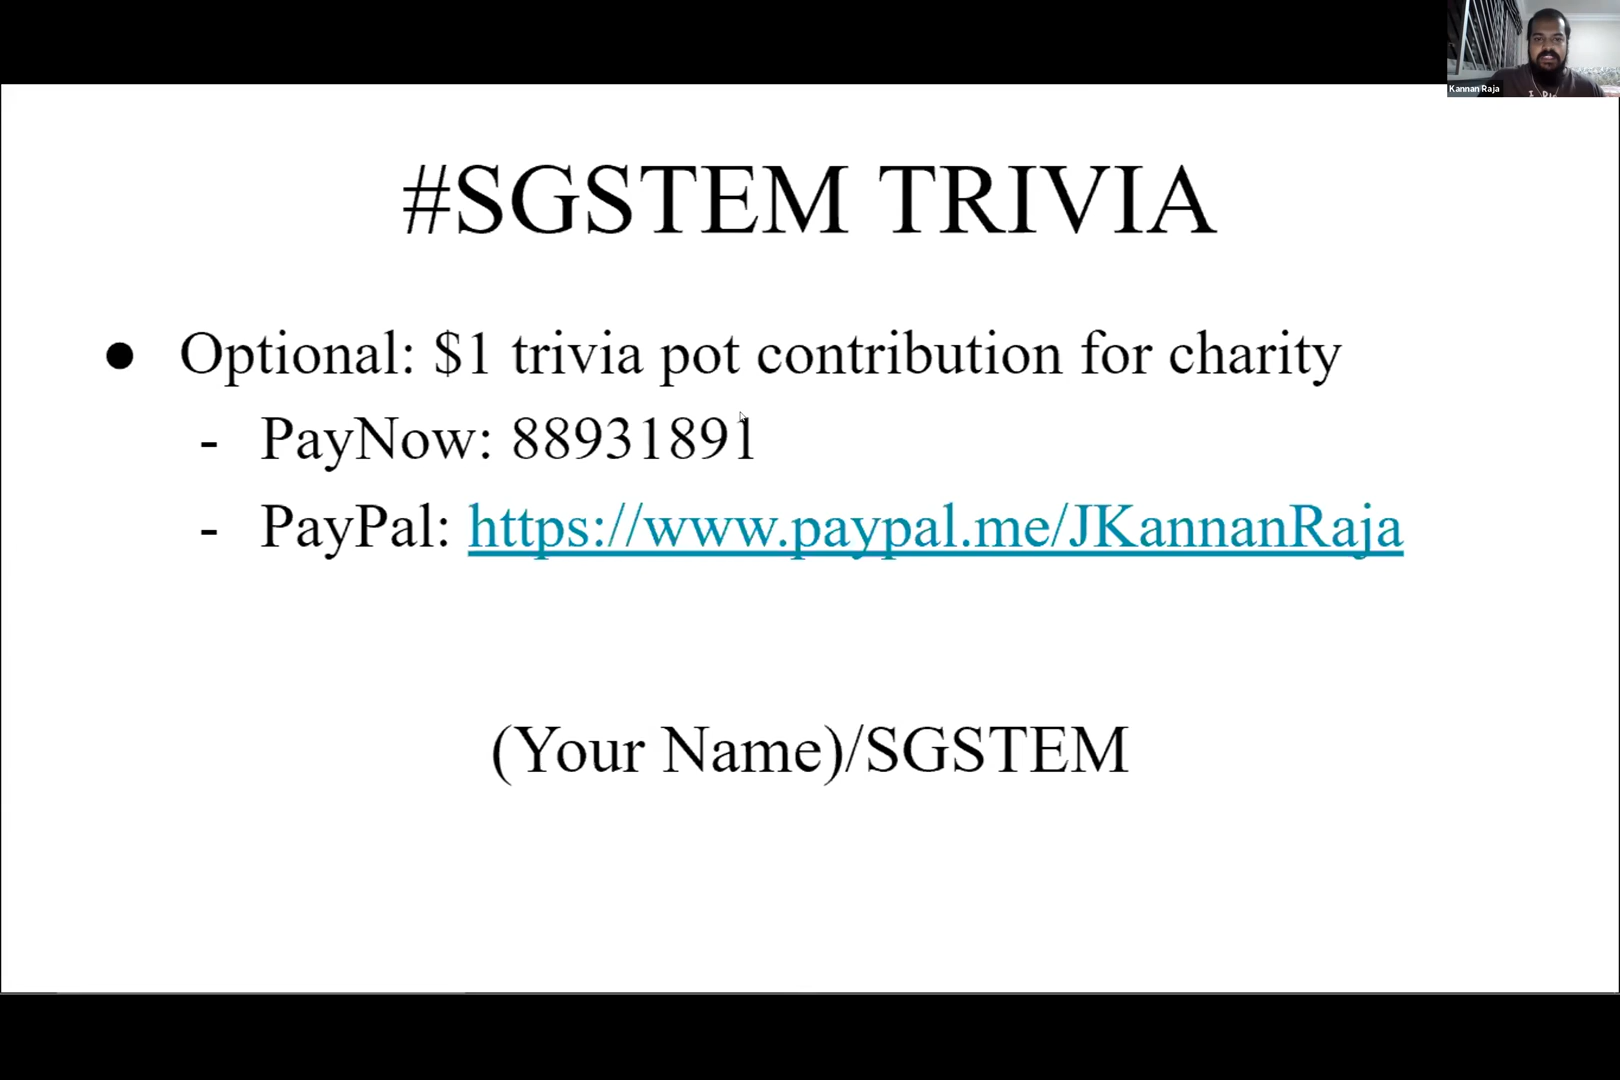 Kannan Raja
#SGSTEM TRIVIA
● Optional: $1 trivia pot contribution for charity
- PayNow: 88931891
- PayPal: https://www.paypal.me/JKannanRaja
(Your Name)/SGSTEM